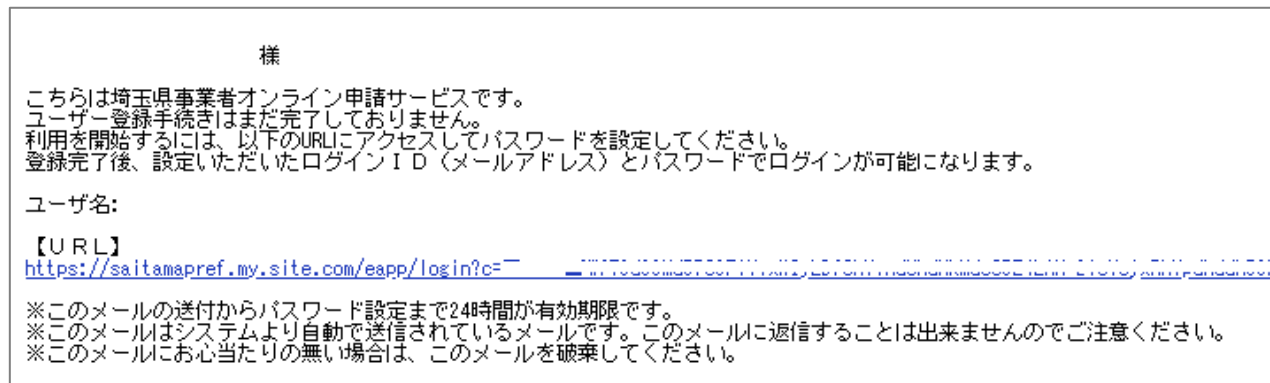 様
こちらは埼玉県事業者オンライン申請サービスです。
ユーザー登録手続きはまだ完了しておりません。
利用を開始するには、以下のURLにアクセスしてパスワードを設定してください。
登録完了後、設定いただいたログインＩＤ（メールアドレス）とパスワードでログインが可能になります。
ユーザ名:
【ＵＲＬ】
https://saitamapref.my.site.com/eapp/login?c=
※このメールの送付からパスワード設定まで24時間が有効期限です。
※このメールはシステムより自動で送信されているメールです。このメールに返信することは出来ませんのでご注意ください。
※このメールにお心当たりの無い場合は、このメールを破棄してください。